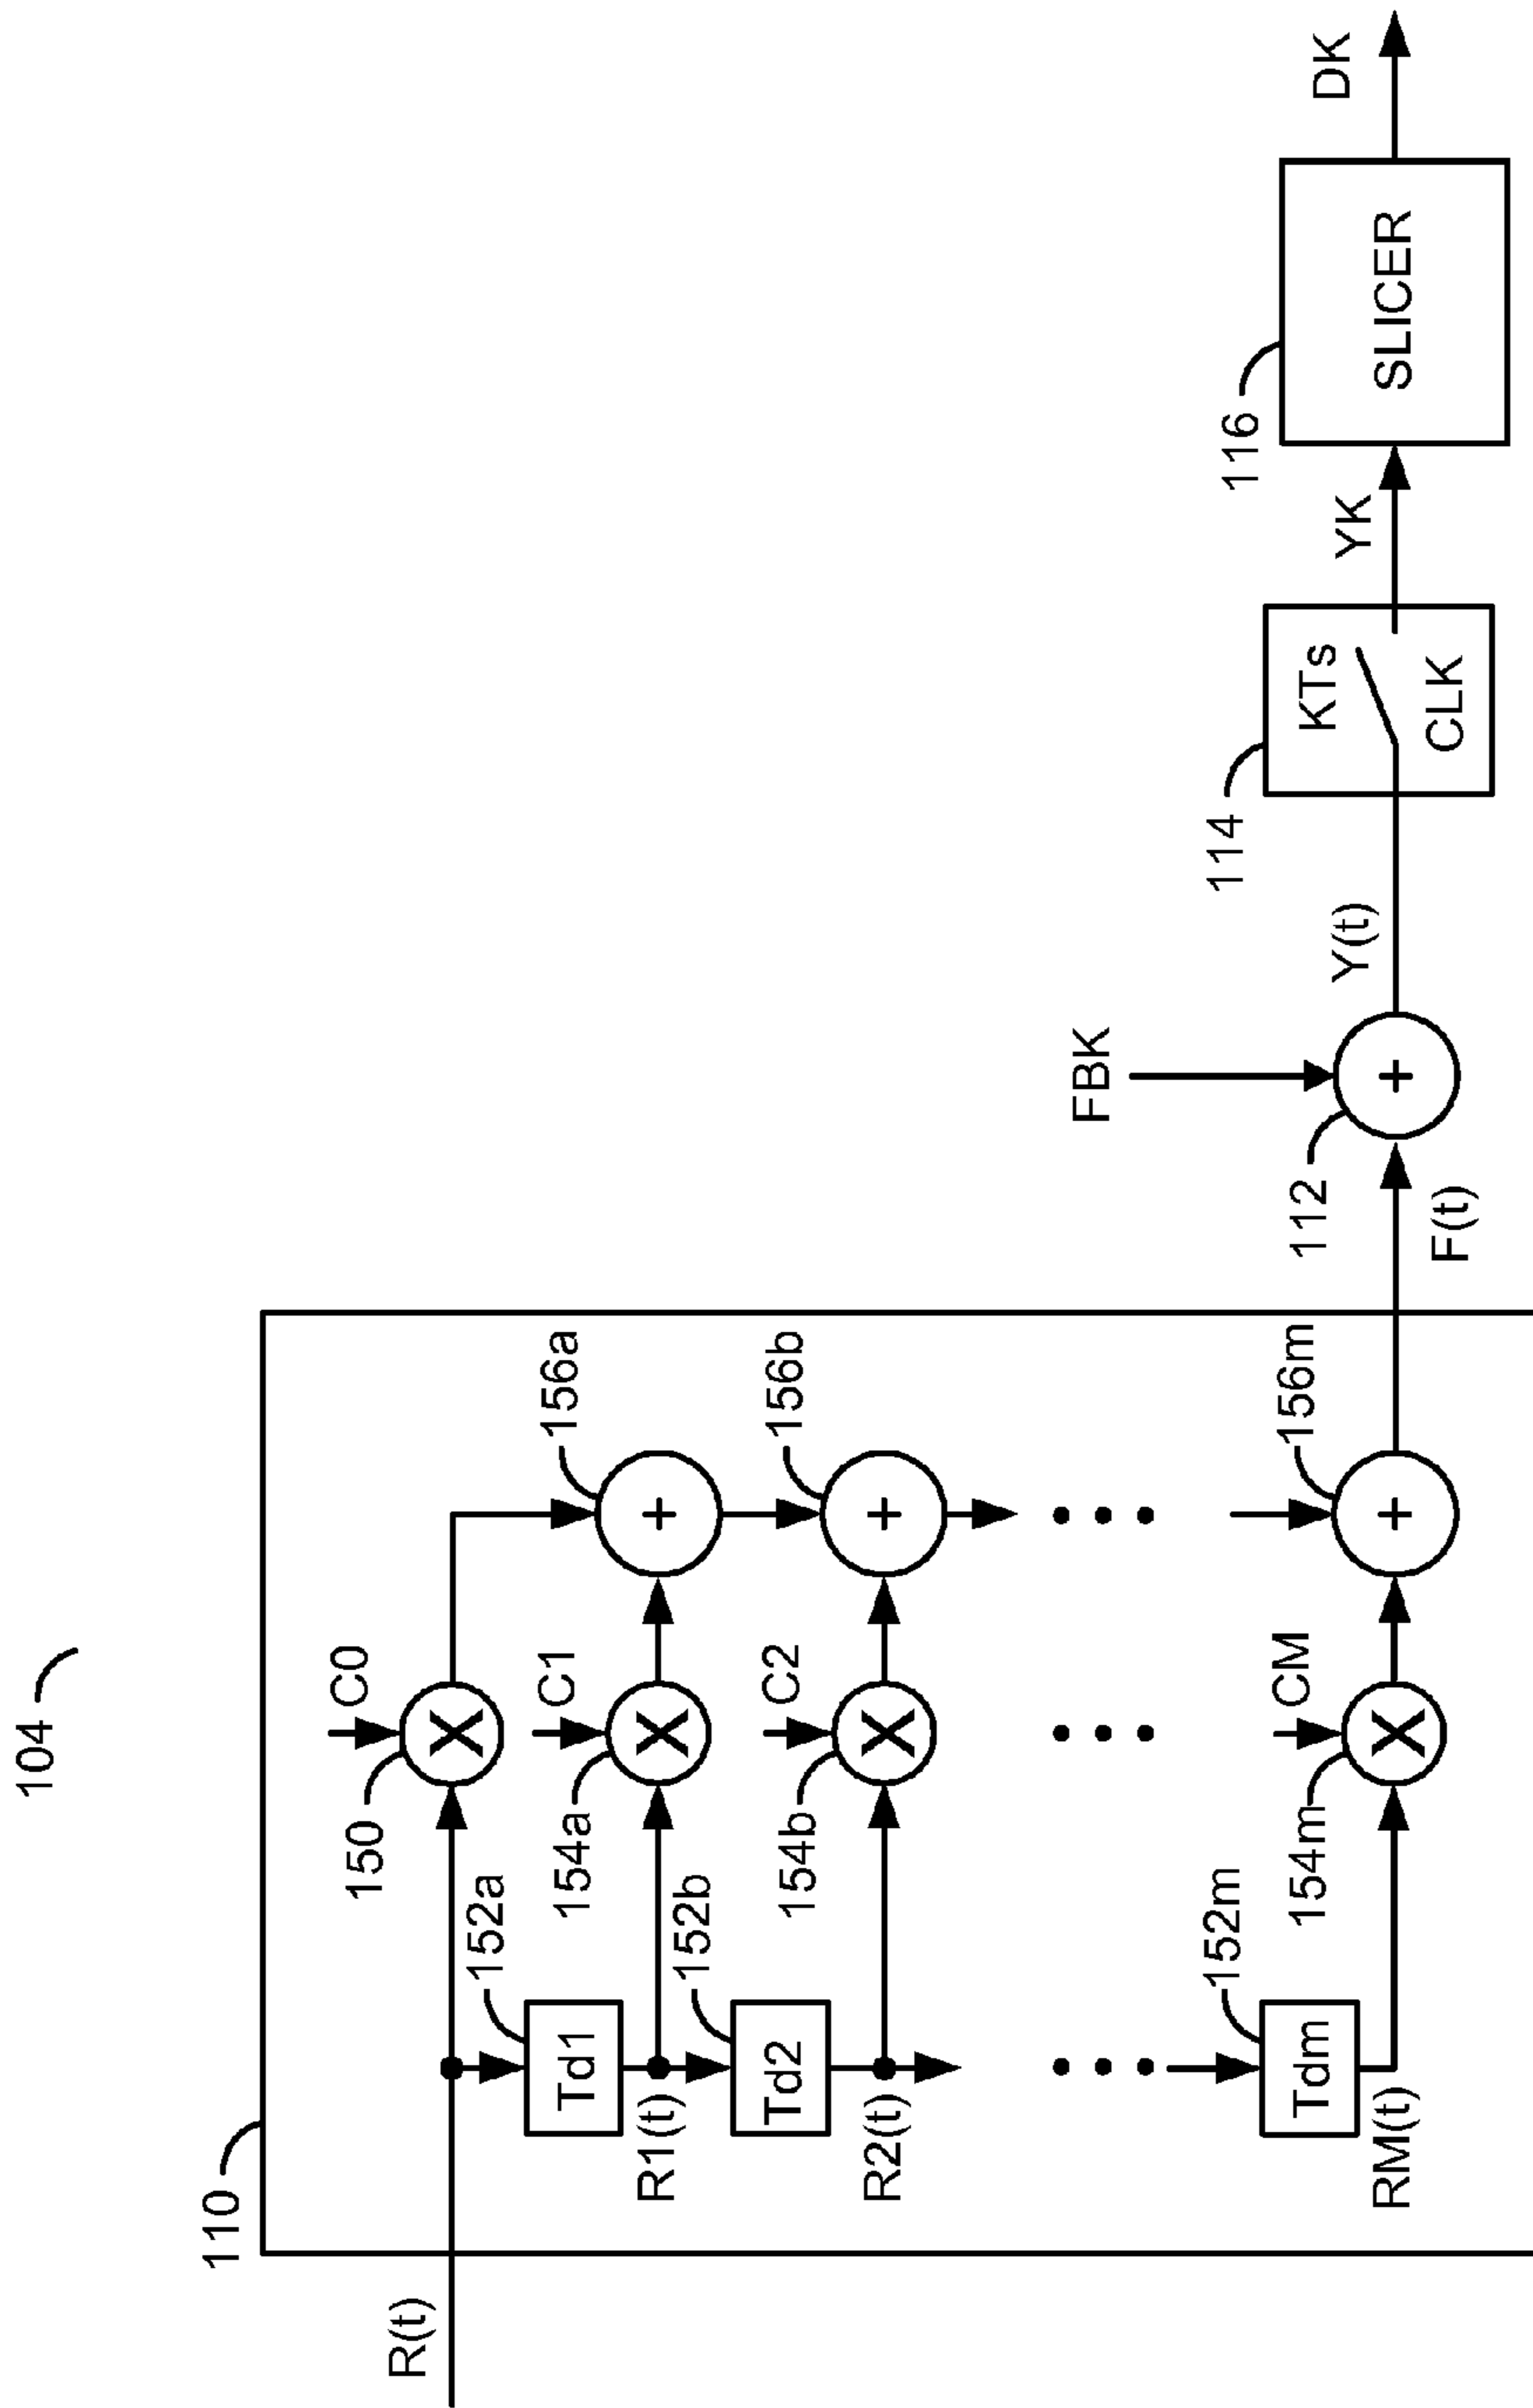 104
110
R(t)
150
C0
152a
Td1
R1(t)
154a
C1
156a
152b
Td2
R2(t)
154b
C2
156b
152m
Tdm
RM(t)
154m
CM
156m
F(t)
112
FBK
Y(t)
114
KTs
CLK
YK
116
SLICER
DK
X
X
X
X
+
+
+
+